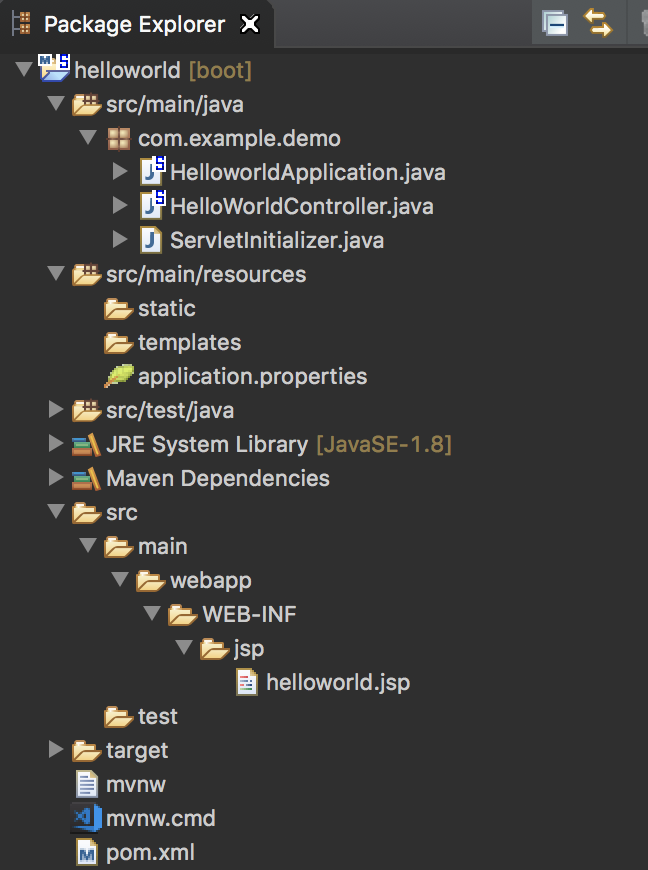 Package Explorer
helloworld [boot]
src/main/java
com.example.demo
HelloworldApplication.java
HelloWorldController.java
ServletInitializer.java
src/main/resources
static
templates
application.properties
src/test/java
JRE System Library [JavaSE-1.8]
Maven Dependencies
src
main
webapp
WEB-INF
jsp
helloworld.jsp
test
target
mvnw
mvnw.cmd
pom.xml